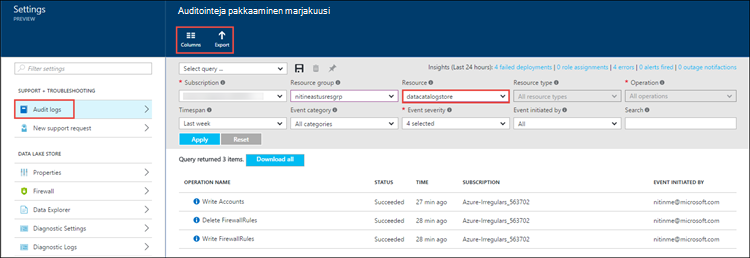 Settings
PREVIEW
Auditointeja pakkaaminen marjakuusi
Columns
Export
Filter settings
SUPPORT + TROUBLESHOOTING
Audit logs
New support request
DATA LAKE STORE
Properties
Firewall
Data Explorer
Diagnostic Settings
Diagnostic Logs
Select query ...
Insights (Last 24 hours): 4 failed deployments | 0 role assignments | 4 errors | 0 alerts fired | 0 outage notifactions
* Subscription Resource group * Resource Resource type * Operation
nitineastusresgrp datacatalogstore All resource types All operations
Timespan Event category * Event severity Event initiated by Search
Last week All categories 4 selected All
Apply Reset
Query returned 3 items. Download all
OPERATION NAME STATUS TIME SUBSCRIPTION EVENT INITIATED BY
Write Accounts Succeeded 27 min ago Azure-Irregulars_563702 nitinme@microsoft.com
Delete FirewallRules Succeeded 28 min ago Azure-Irregulars_563702 nitinme@microsoft.com
Write FirewallRules Succeeded 28 min ago Azure-Irregulars_563702 nitinme@microsoft.com